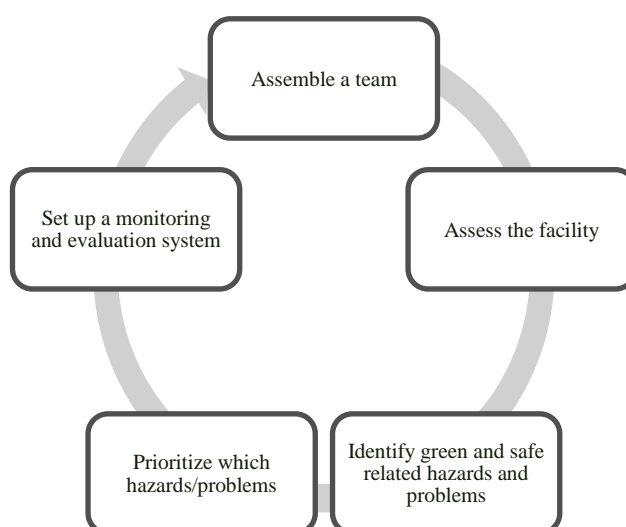 Assemble a team
Assess the facility
Identify green and safe
related hazards and
problems
Prioritize which
hazards/problems
Set up a monitoring
and evaluation system